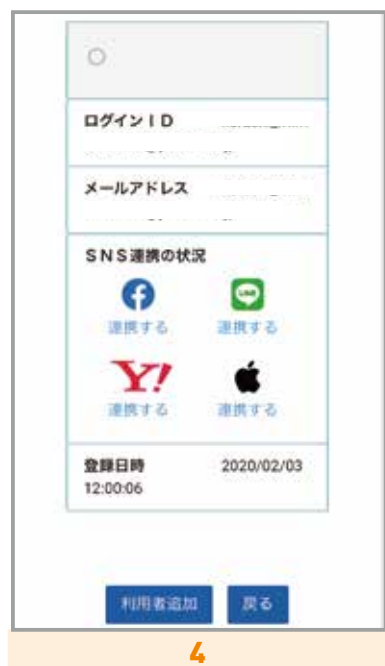 ログインID
メールアドレス
SNS連携の状況
LINE
連携する 連携する
Y!
連携する 連携する
登録日時 2020/02/03
12:00:06
利用者追加 戻る
4